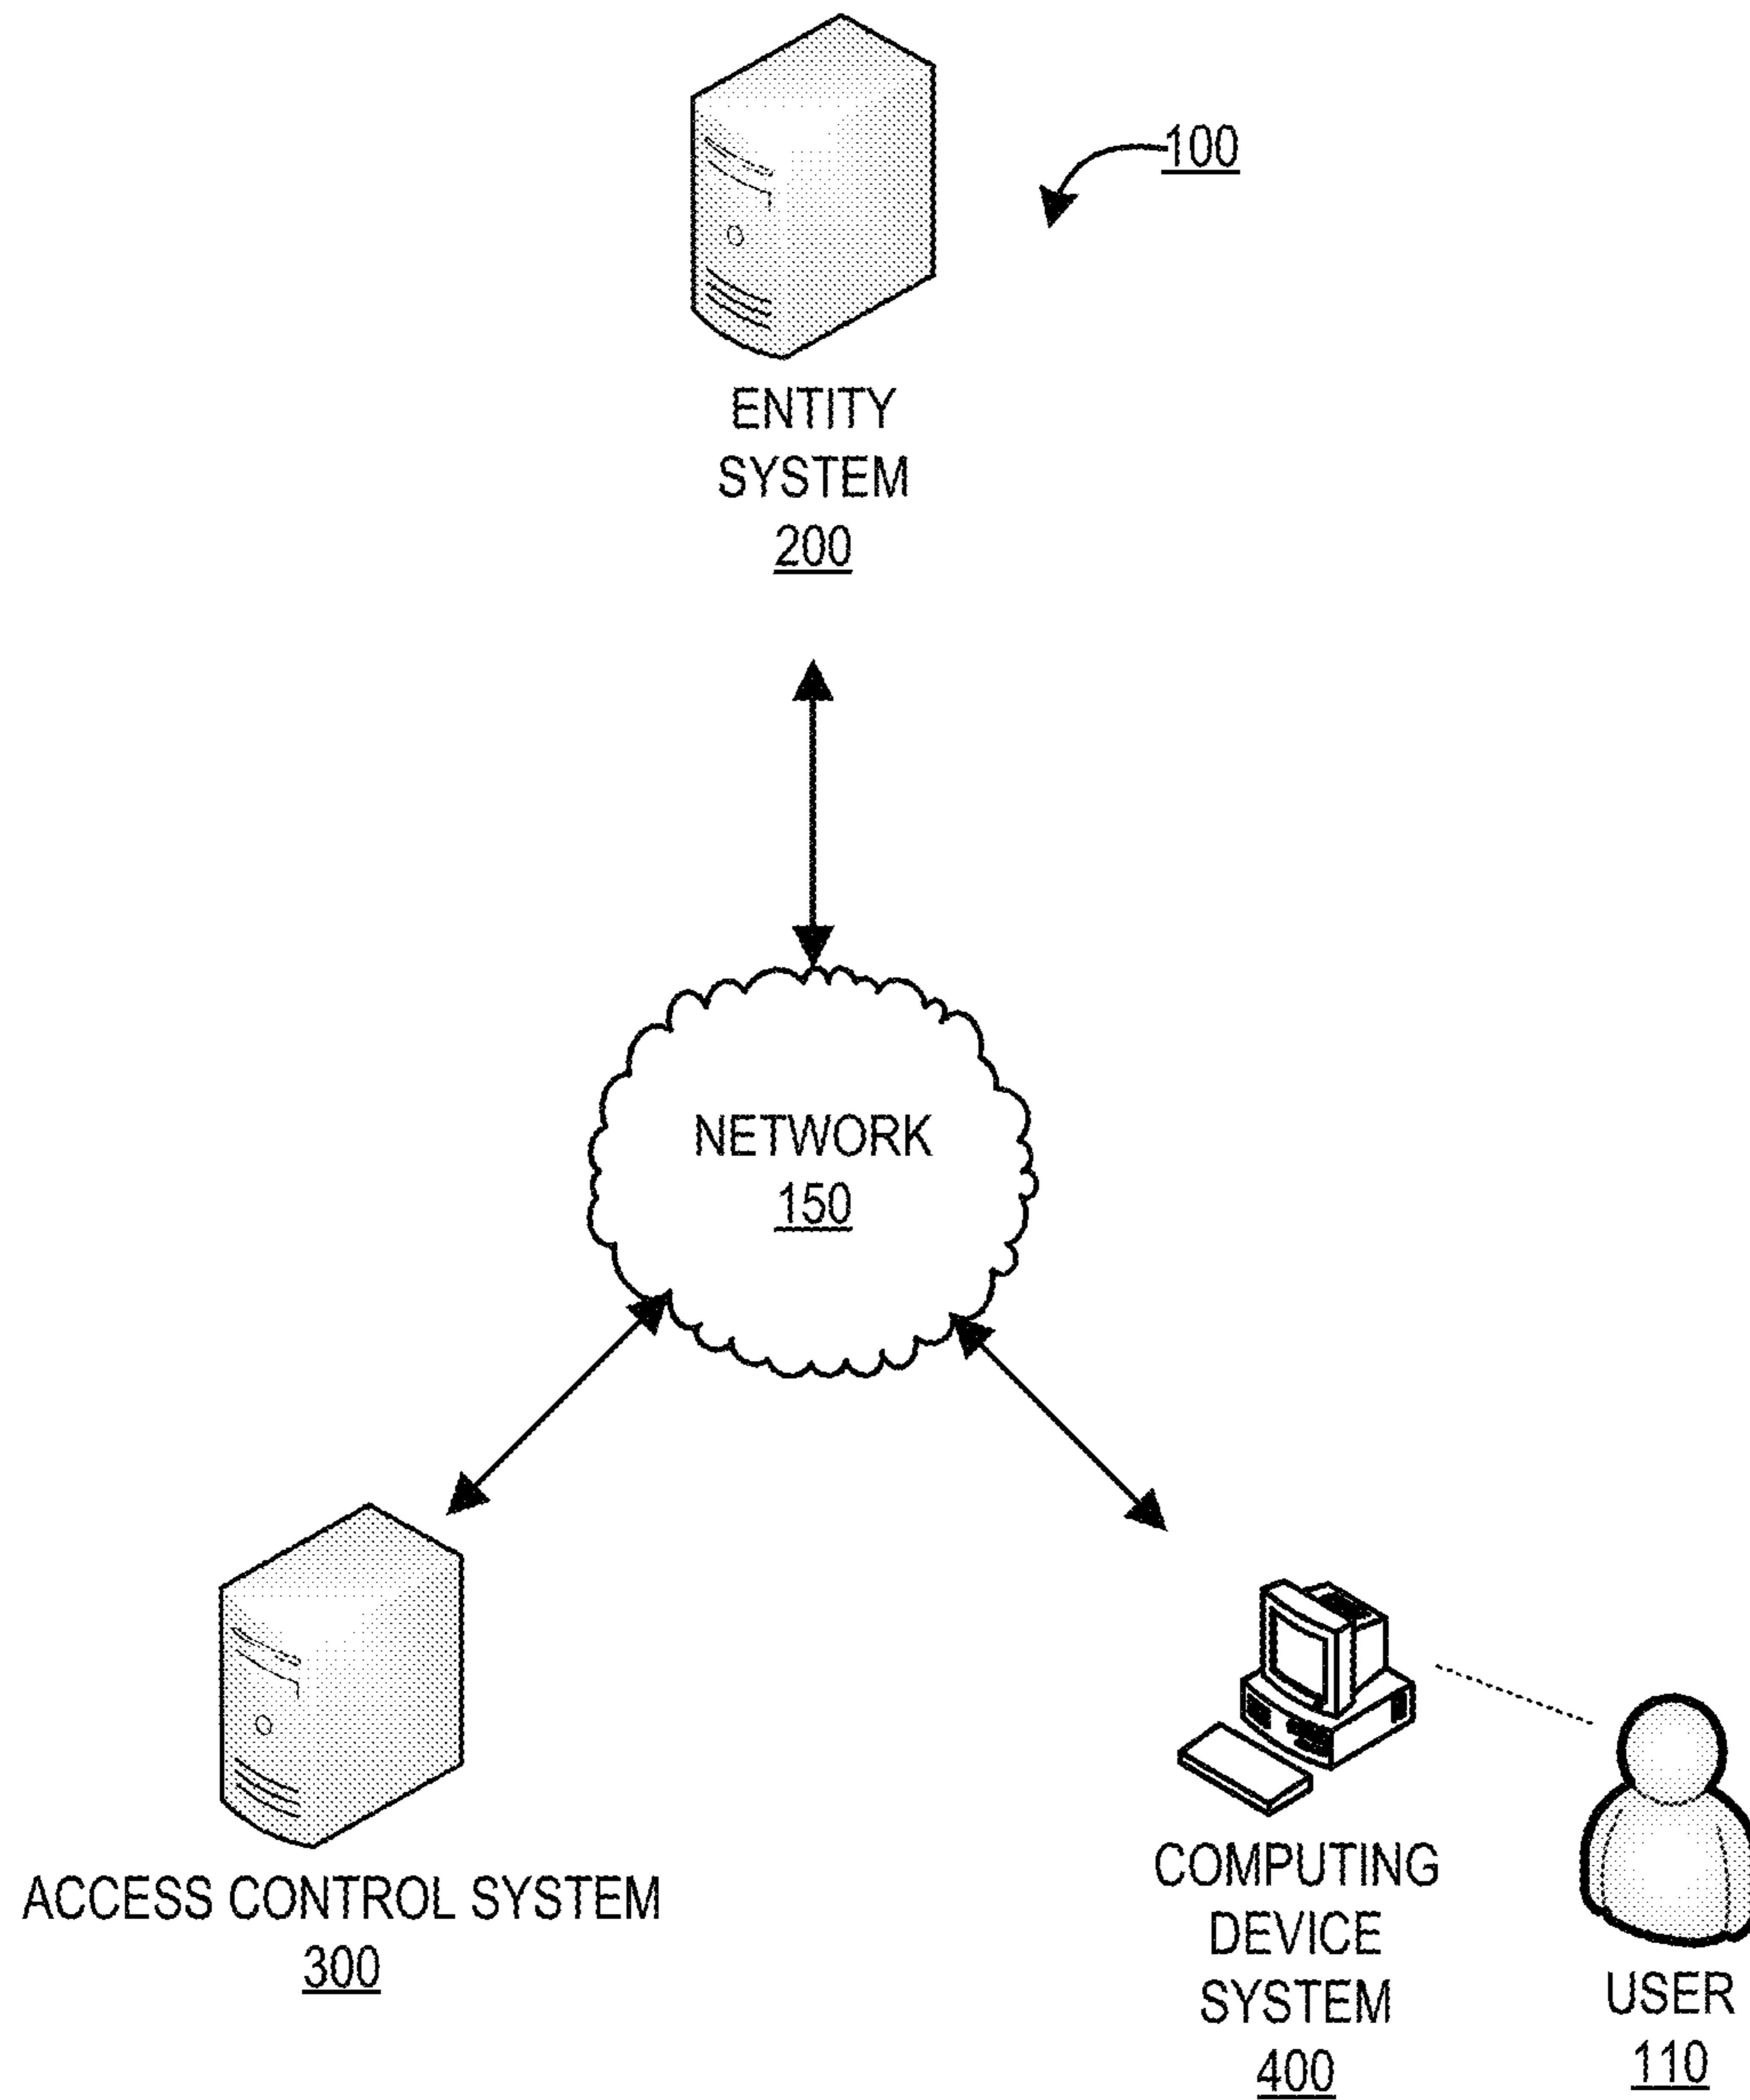 100
ENTITY
SYSTEM
200
NETWORK
150
ACCESS CONTROL SYSTEM
300
COMPUTING
DEVICE
SYSTEM
400
USER
110